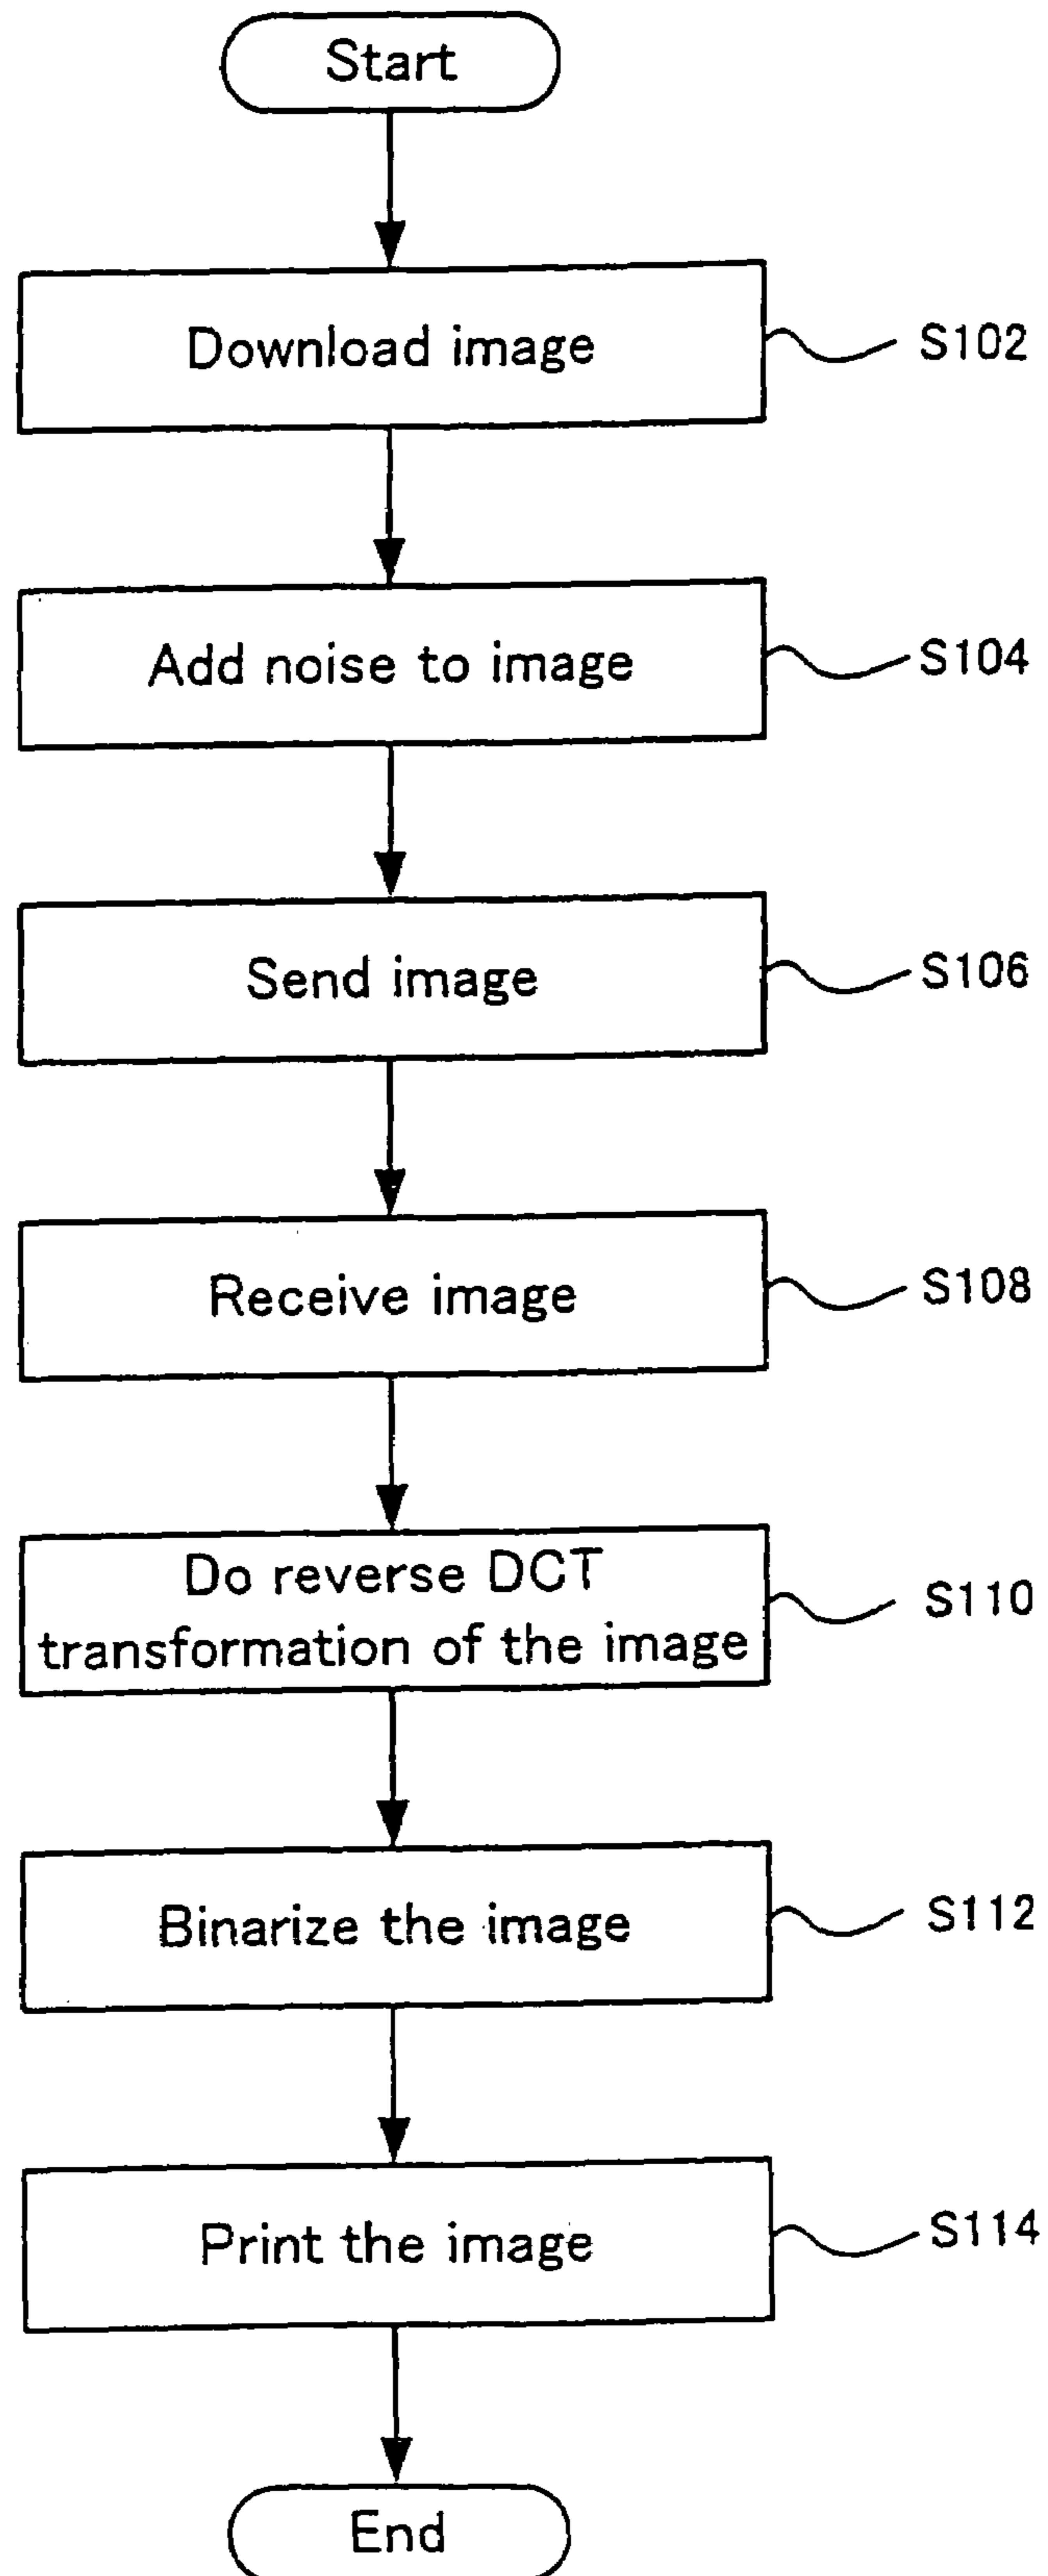 Start
Download image
S102
Add noise to image
S104
Send image
S106
Receive image
S108
Do reverse DCT
transformation of the image
S110
Binarize the image
S112
Print the image
S114
End